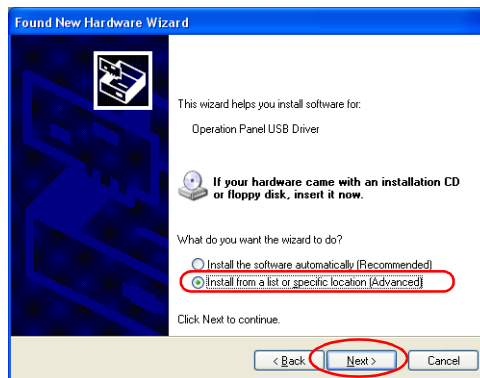 Found New Hardware Wizard
This wizard helps you install software for:
Operation Panel USB Driver
If your hardware came with an installation CD
or floppy disk, insert it now.
What do you want the wizard to do?
Install the software automatically (Recommended)
Install from a list or specific location (Advanced)
Click Next to continue.
< Back Next > Cancel